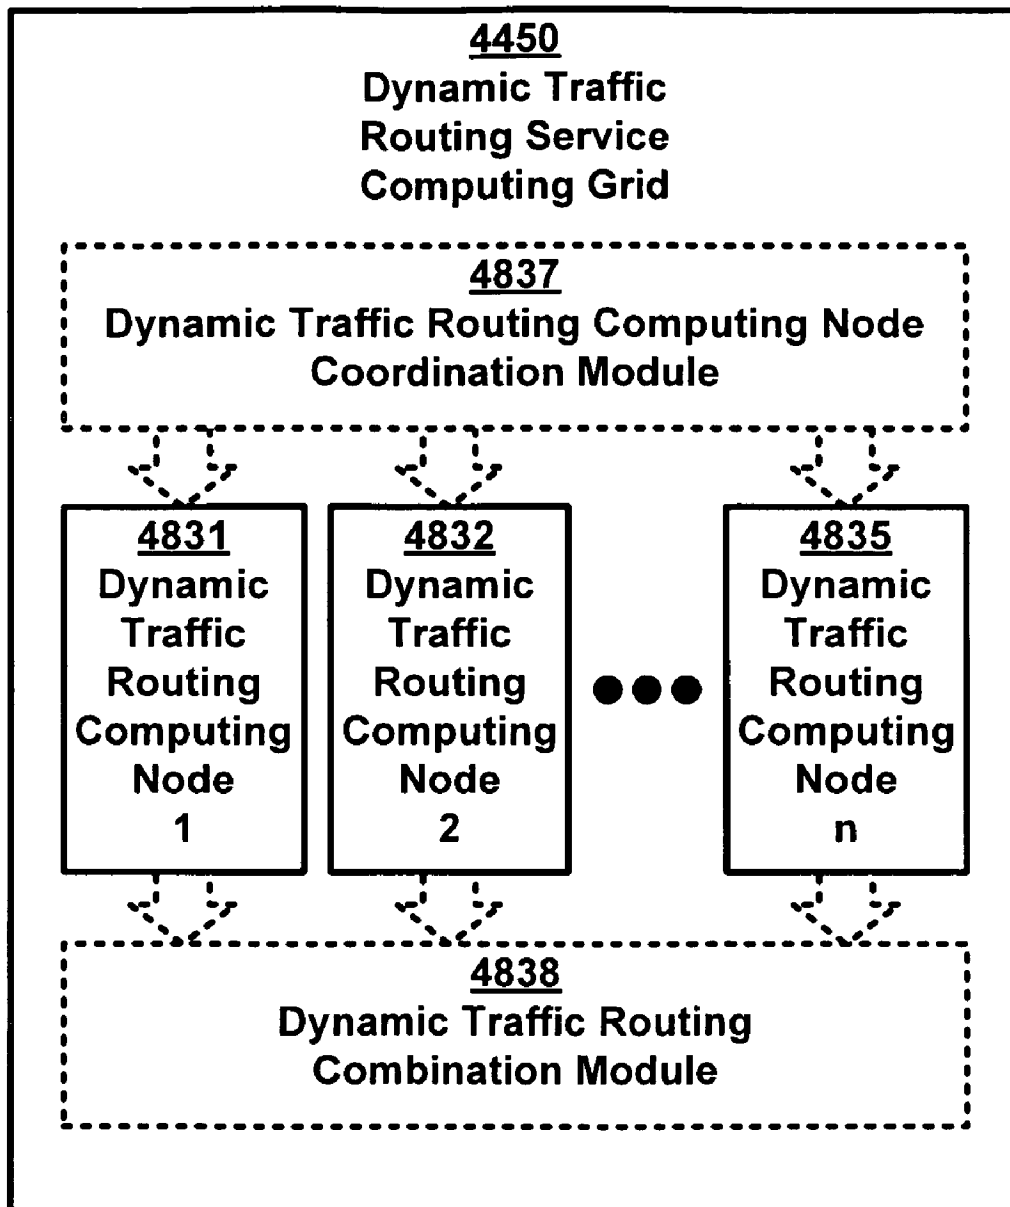 4450
Dynamic Traffic
Routing Service
Computing Grid
4837
Dynamic Traffic Routing Computing Node
Coordination Module
4831
Dynamic
Traffic
Routing
Computing
Node
1
4832
Dynamic
Traffic
Routing
Computing
Node
2
4835
Dynamic
Traffic
Routing
Computing
Node
n
4838
Dynamic Traffic Routing
Combination Module